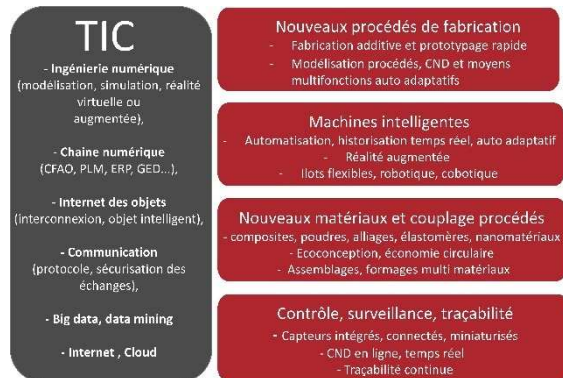 TIC
- Ingénierie numérique
(modélisation, simulation, réalité
virtuelle ou
augmentée),
- Chaine numérique
(CFAO, PLM, ERP, GED...),
- Internet des objets
(interconnexion, objet intelligent),
- Communication
(protocole, sécurisation des
échanges),
- Big data, data mining
- Internet , Cloud
Nouveaux procédés de fabrication
- Fabrication additive et prototypage rapide
- Modélisation procédés, CND et moyens
multifonctions auto adaptatifs
Machines intelligentes
- Automatisation, historisation temps réel, auto adaptatif
- Réalité augmentée
- Ilots flexibles, robotique, cobotique
Nouveaux matériaux et couplage procédés
- composites, poudres, alliages, élastomères, nanomatériaux
- Ecoconception, économie circulaire
- Assemblages, formages multi matériaux
Contrôle, surveillance, traçabilité
- Capteurs intégrés, connectés, miniaturisés
- CND en ligne, temps réel
- Traçabilité continue